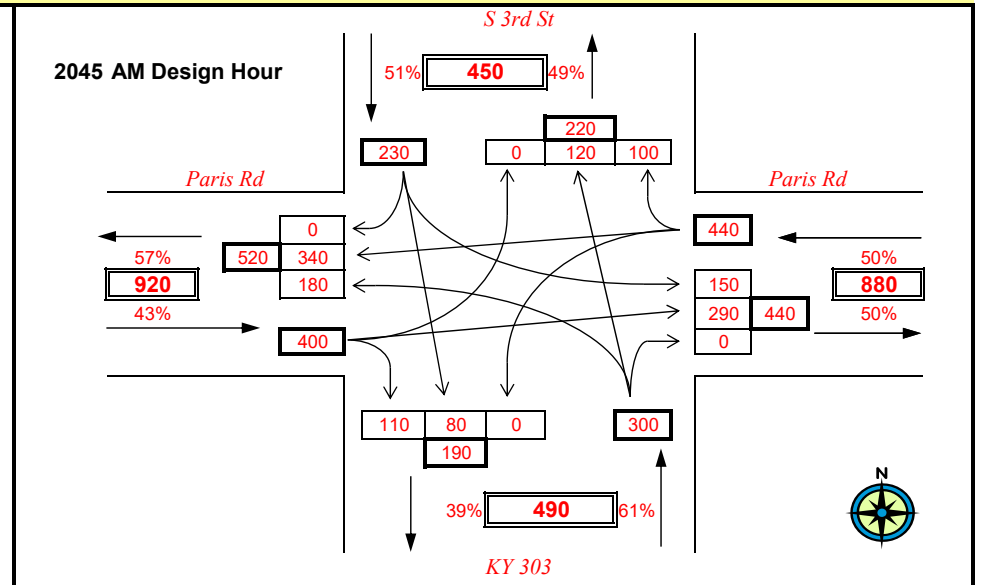 S 3rd St
2045 AM Design Hour
51% 450 49%
220
230 0 120 100
Paris Rd Paris Rd
0 440
57% 520 340 50%
920 180 150 880
43% 290 440 50%
400 0
110 80 0 300
190
39% 490 61%
KY 303
N